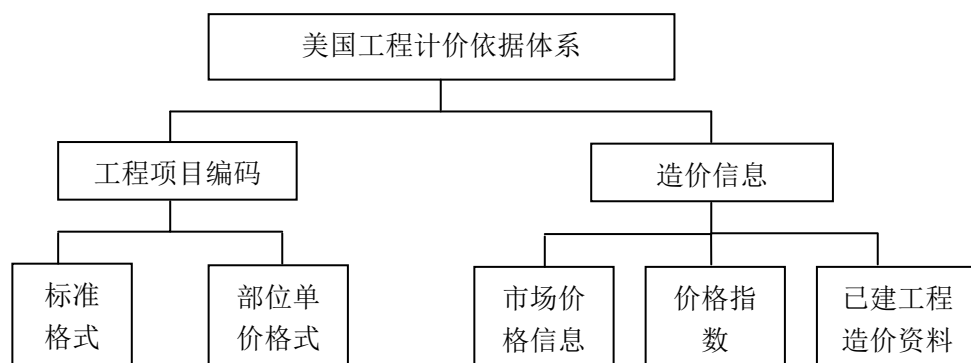 美国工程计价依据体系
工程项目编码
造价信息
标准
格式
部位单
价格式
市场价
格信息
价格指
数
已建工程
造价资料